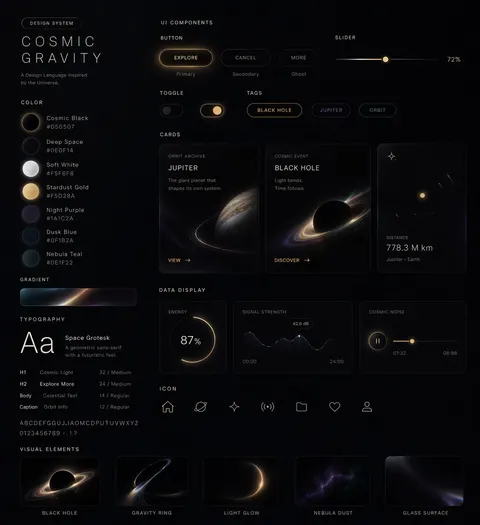 DESIGN SYSTEM
COSMIC
GRAVITY
A Design Language Inspired
by the Universe.
COLOR
Cosmic Black
#050507
Deep Space
#0E0F14
Soft White
#F5F6F8
Stardust Gold
#F5D28A
Night Purple
#1A1C2A
Dusk Blue
#0F1B2A
Nebula Teal
#0E1F22
GRADIENT
TYPOGRAPHY
Aa
Space Grotesk
A geometric sans-serif
with a futuristic feel.
H1 Cosmic Light 32 / Medium
H2 Explore More 24 / Medium
Body Celestial Text 14 / Regular
Caption Orbit Info 12 / Regular
0123456789
UI COMPONENTS
BUTTON
EXPLORE
CANCEL
MORE
Primary
Secondary
Ghost
SLIDER
72%
TOGGLE
TAGS
BLACK HOLE
JUPITER
ORBIT
CARDS
ORBIT ARCHIVE
JUPITER
The giant planet that
shapes its own system.
VIEW →
COSMIC EVENT
BLACK HOLE
Light bends.
Time follows.
DISCOVER →
DISTANCE
778.3 M km
Jupiter - Earth
DATA DISPLAY
ENERGY
87%
SIGNAL STRENGTH
42.6 dB
00:00
24:00
COSMIC NOISE
07:32
08:98
ICON
VISUAL ELEMENTS
BLACK HOLE
GRAVITY RING
LIGHT GLOW
NEBULA DUST
GLASS SURFACE